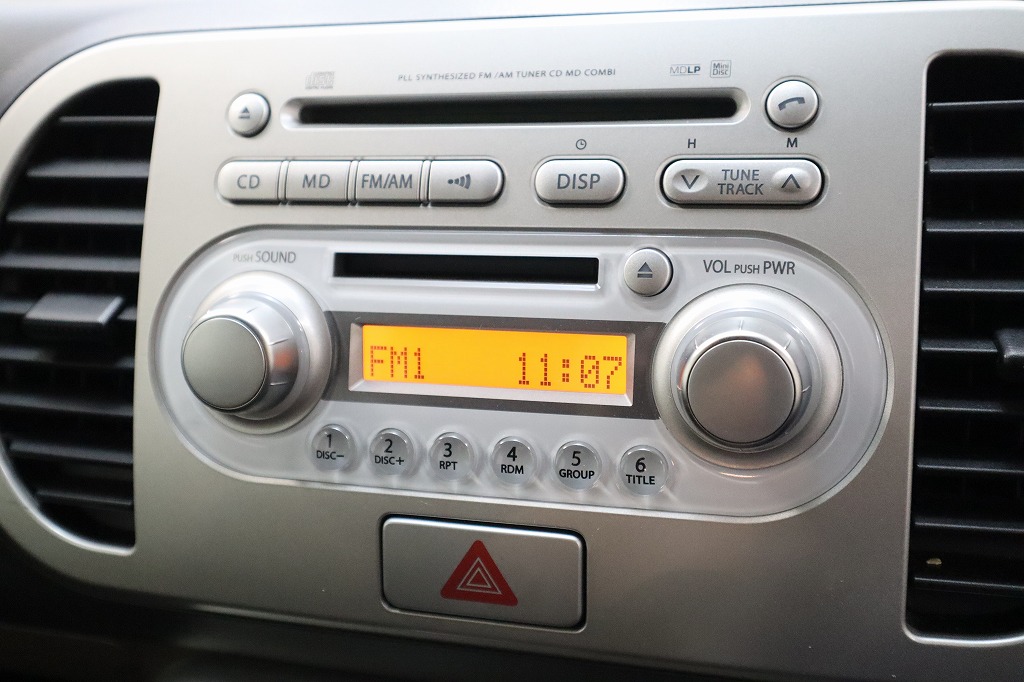 PLL SYNTHESIZED FM /AM TUNER CD MD COMBI
MDLP
Mini Disc
H
M
CD
MD
FM/AM
DISP
TUNE
TRACK
PUSH SOUND
VOL PUSH PWR
FM1
11:07
1
DISC-
2
DISC+
3
RPT
4
RDM
5
GROUP
6
TITLE